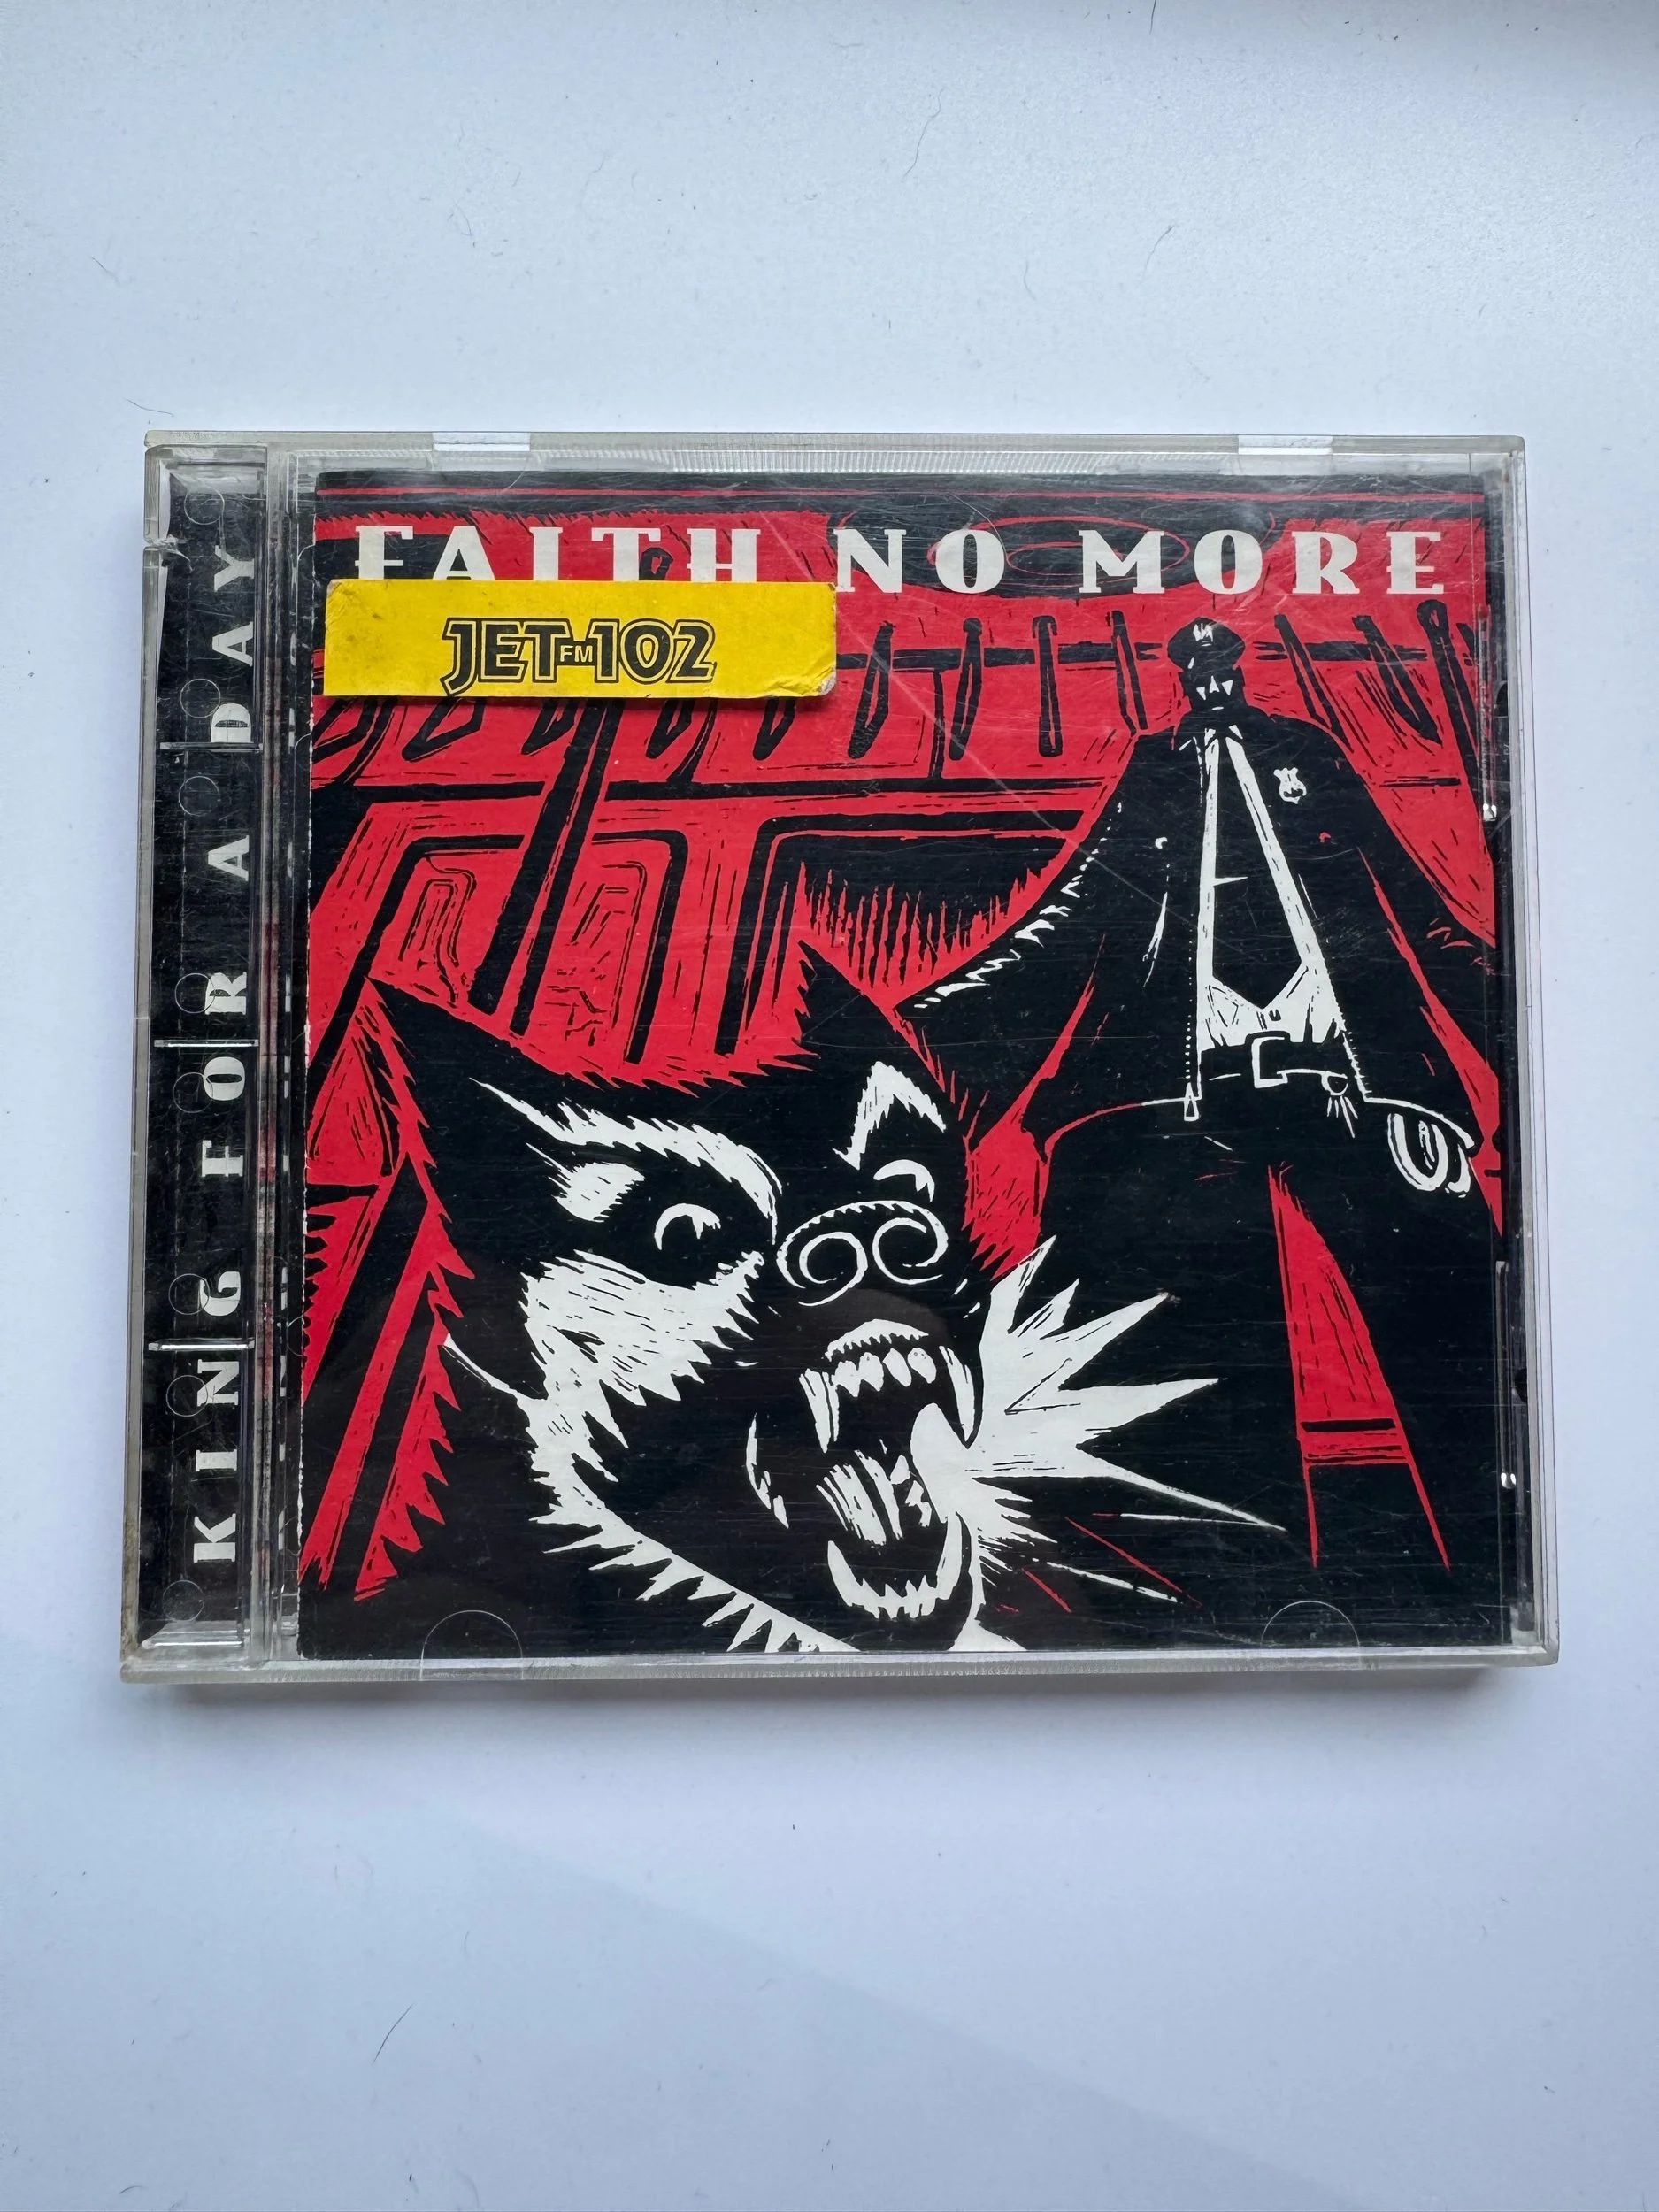 FAITH NO MORE
JET FM 102
KING FOR A DAY